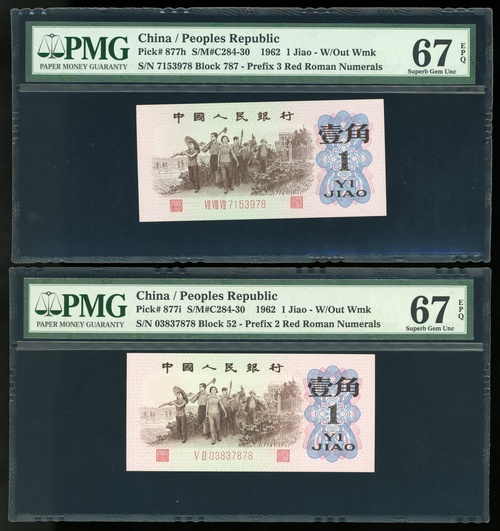 PMG
PAPER MONEY GUARANTY
China / Peoples Republic
Pick# 877h S/M#C284-30 1962 1 Jiao - W/Out Wmk
S/N 7153978 Block 787 - Prefix 3 Red Roman Numerals
67 EPQ
Superb Gem Unc
中國人民銀行
壹角
1
YI
JIAO
VII VIII VII 7153978
PMG
PAPER MONEY GUARANTY
China / Peoples Republic
Pick# 877i S/M#C284-30 1962 1 Jiao - W/Out Wmk
S/N 03837878 Block 52 - Prefix 2 Red Roman Numerals
67 EPQ
Superb Gem Unc
中國人民銀行
壹角
1
YI
JIAO
V II 03837878